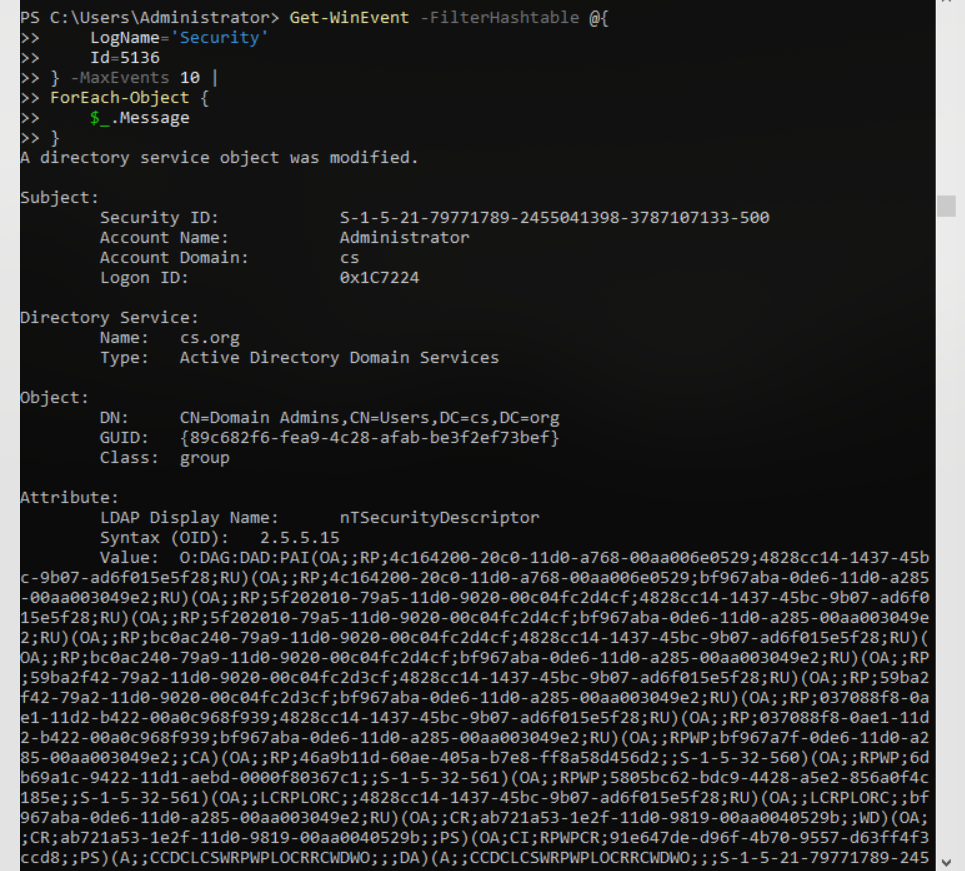 PS C:\Users\Administrator> Get-WinEvent -FilterHashtable @{
>>     LogName='Security'
>>     Id=5136
>> } -MaxEvents 10 |
>> ForEach-Object {
>>     $_.Message
>> }
A directory service object was modified.

Subject:
        Security ID:            S-1-5-21-79771789-2455041398-3787107133-500
        Account Name:           Administrator
        Account Domain:         cs
        Logon ID:               0x1C7224

Directory Service:
        Name:   cs.org
        Type:   Active Directory Domain Services

Object:
        DN:     CN=Domain Admins,CN=Users,DC=cs,DC=org
        GUID:   {89c682f6-fea9-4c28-afab-be3f2ef73bef}
        Class:  group

Attribute:
        LDAP Display Name:      nTSecurityDescriptor
        Syntax (OID):   2.5.5.15
        Value:  O:DAG:DAD:PAI(OA;;RP;4c164200-20c0-11d0-a768-00aa006e0529;4828cc14-1437-45b
c-9b07-ad6f015e5f28;RU)(OA;;RP;4c164200-20c0-11d0-a768-00aa006e0529;bf967aba-0de6-11d0-a285
-00aa003049e2;RU)(OA;;RP;5f202010-79a5-11d0-9020-00c04fc2d4cf;4828cc14-1437-45bc-9b07-ad6f0
15e5f28;RU)(OA;;RP;5f202010-79a5-11d0-9020-00c04fc2d4cf;bf967aba-0de6-11d0-a285-00aa003049e
2;RU)(OA;;RP;bc0ac240-79a9-11d0-9020-00c04fc2d4cf;4828cc14-1437-45bc-9b07-ad6f015e5f28;RU)(
OA;;RP;bc0ac240-79a9-11d0-9020-00c04fc2d4cf;bf967aba-0de6-11d0-a285-00aa003049e2;RU)(OA;;RP
;59ba2f42-79a2-11d0-9020-00c04fc2d3cf;4828cc14-1437-45bc-9b07-ad6f015e5f28;RU)(OA;;RP;59ba2
f42-79a2-11d0-9020-00c04fc2d3cf;bf967aba-0de6-11d0-a285-00aa003049e2;RU)(OA;;RP;037088f8-0a
e1-11d2-b422-00a0c968f939;4828cc14-1437-45bc-9b07-ad6f015e5f28;RU)(OA;;RP;037088f8-0ae1-11d
2-b422-00a0c968f939;bf967aba-0de6-11d0-a285-00aa003049e2;RU)(OA;;RPWP;bf967a7f-0de6-11d0-a2
85-00aa003049e2;;CA)(OA;;RP;46a9b11d-60ae-405a-b7e8-ff8a58d456d2;;S-1-5-32-560)(OA;;RPWP;6d
b69a1c-9422-11d1-aebd-0000f80367c1;;S-1-5-32-561)(OA;;RPWP;5805bc62-bdc9-4428-a5e2-856a0f4c
185e;;S-1-5-32-561)(OA;;LCRPLORC;;4828cc14-1437-45bc-9b07-ad6f015e5f28;RU)(OA;;LCRPLORC;;bf
967aba-0de6-11d0-a285-00aa003049e2;RU)(OA;;CR;ab721a53-1e2f-11d0-9819-00aa0040529b;;WD)(OA;
;CR;ab721a53-1e2f-11d0-9819-00aa0040529b;;PS)(OA;CI;RPWPCR;91e647de-d96f-4b70-9557-d63ff4f3
ccd8;;PS)(A;;CCDCLCSWRPWPLOCRRCWDWO;;;DA)(A;;CCDCLCSWRPWPLOCRRCWDWO;;;S-1-5-21-79771789-245